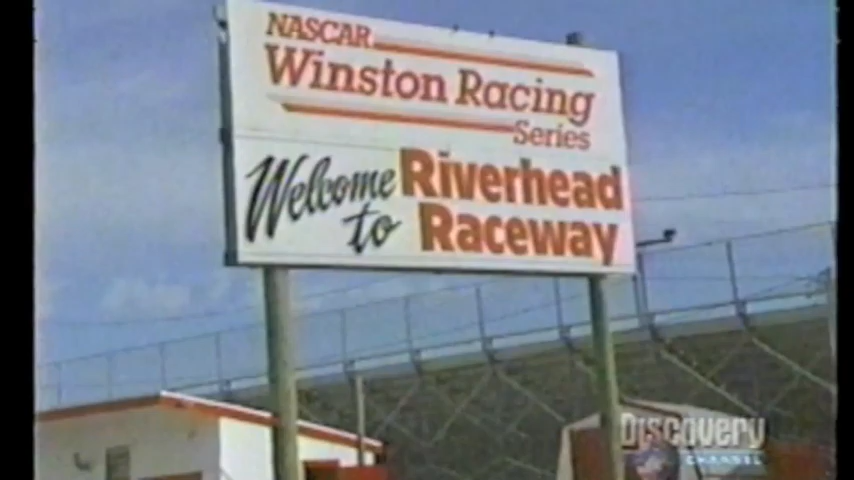 NASCAR
Winston Racing
Series
Welcome Riverhead
to Raceway
Discovery
CHANNEL